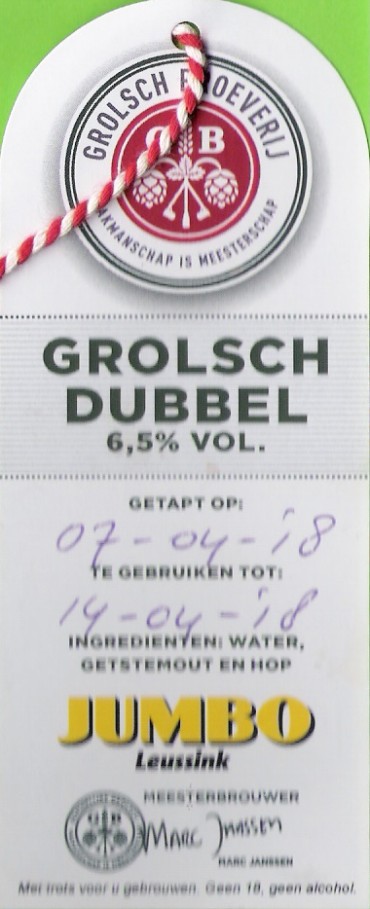 GROLSCH BROEVERIJ
G B
VAKMANSCHAP IS MEESTERSCHAP
GROLSCH
DUBBEL
6,5% VOL.
GETAPT OP:
07-04-18
TE GEBRUIKEN TOT:
14-04-18
INGREDIENTEN: WATER,
GETSTEMOUT EN HOP
JUMBO
Leussink
MEESTERBROUWER
G B
Marc Janssen
MARC JANSSEN
Met trots voor u gebrouwen. Geen 18, geen alcohol.